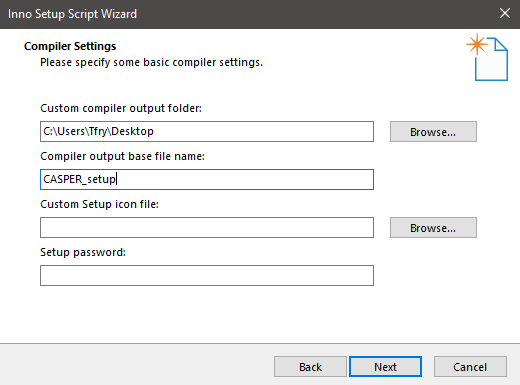 Inno Setup Script Wizard
Compiler Settings
Please specify some basic compiler settings.
Custom compiler output folder:
C:\Users\Tfry\Desktop
Browse...
Compiler output base file name:
CASPER_setup
Custom Setup icon file:
Browse...
Setup password:
Back
Next
Cancel